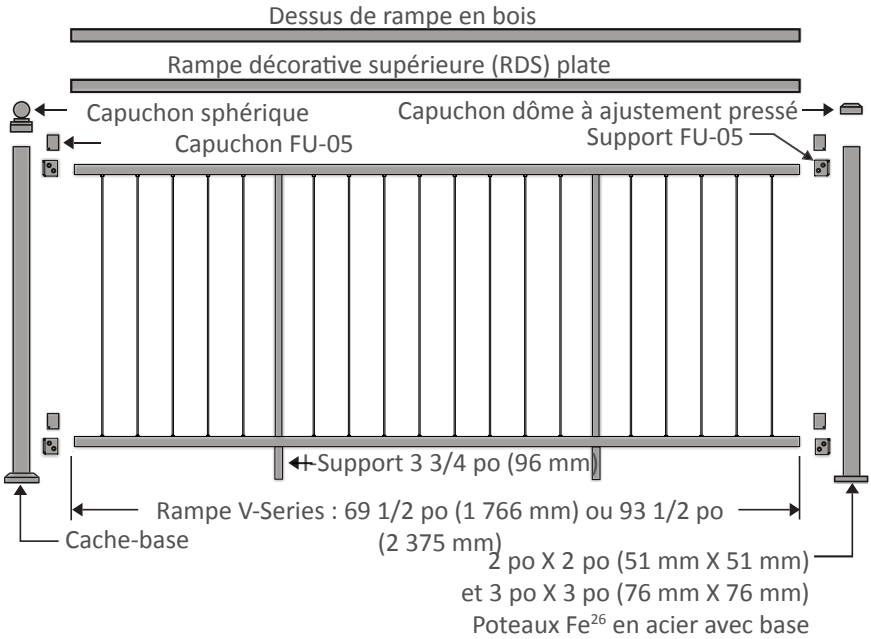 Dessus de rampe en bois
Rampe décorative supérieure (RDS) plate
Capuchon sphérique
Capuchon dôme à ajustement pressé
Capuchon FU-05
Support FU-05
Support 3 3/4 po (96 mm)
Rampe V-Series : 69 1/2 po (1 766 mm) ou 93 1/2 po
(2 375 mm)
Cache-base
2 po X 2 po (51 mm X 51 mm)
et 3 po X 3 po (76 mm X 76 mm)
Poteaux Fe²⁶ en acier avec base